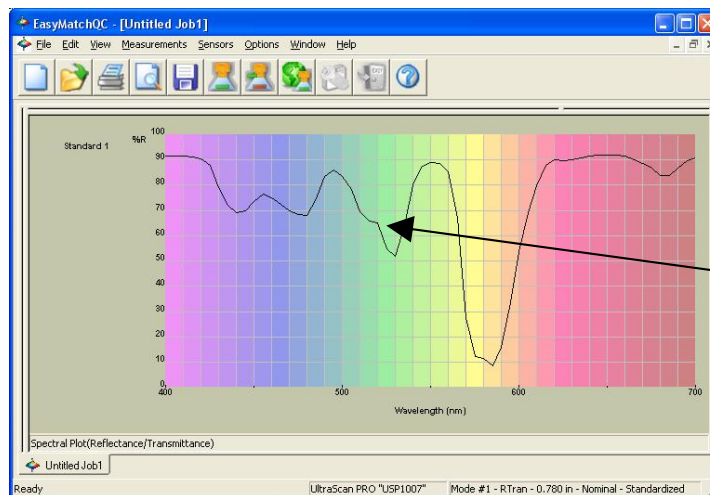 EasyMatchQC - [Untitled Job1]
File Edit View Measurements Sensors Options Window Help
Standard 1
%R
100
90
80
70
60
50
40
30
20
10
0
400 500 600 700
Wavelength (nm)
Spectral Plot(Reflectance/Transmittance)
Untitled Job1
Ready UltraScan PRO "USP1007" Mode #1 - RTran - 0.780 in - Nominal - Standardized